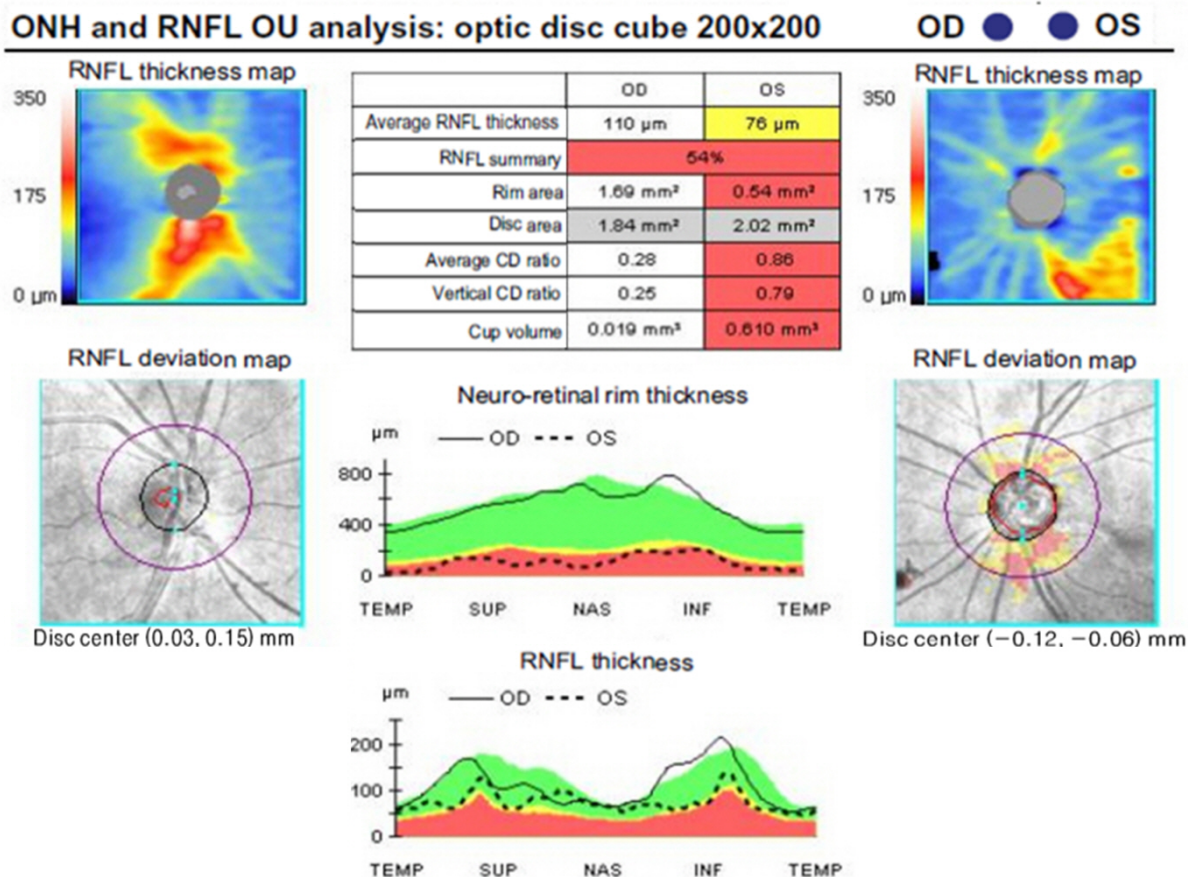 ONH and RNFL OU analysis: optic disc cube 200x200 OD OS
RNFL thickness map
350
175
0 µm
OD OS
Average RNFL thickness 110 µm 76 µm
RNFL summary 54%
Rim area 1.69 mm² 0.54 mm²
Disc area 1.84 mm² 2.02 mm²
Average CD ratio 0.28 0.86
Vertical CD ratio 0.25 0.79
Cup volume 0.019 mm³ 0.610 mm³
RNFL thickness map
350
175
0 µm
RNFL deviation map
Disc center (0.03, 0.15) mm
RNFL deviation map
Disc center (−0.12, −0.06) mm
Neuro-retinal rim thickness
µm OD OS
800
400
0
TEMP SUP NAS INF TEMP
RNFL thickness
µm OD OS
200
100
0
TEMP SUP NAS INF TEMP